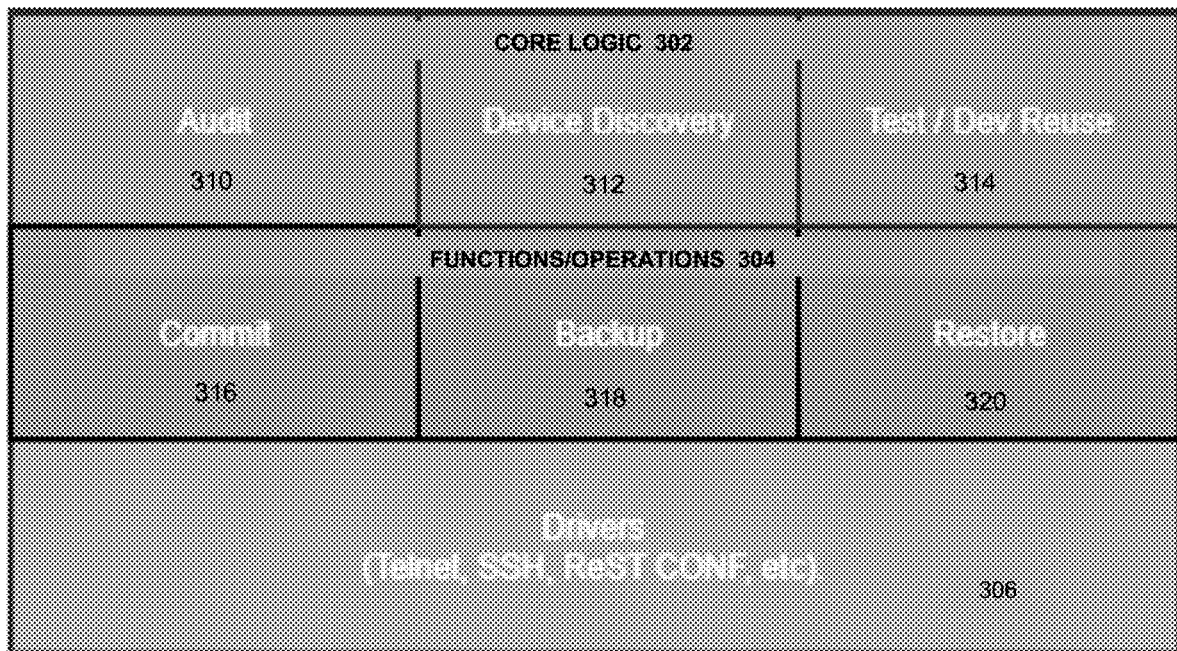 CORE LOGIC 302
Audit
Device Discovery
Test / Dev Reuse
310
312
314
FUNCTIONS/OPERATIONS 304
Commit
Backup
Restore
316
318
320
Drivers
(Telnet, SSH, ReST CONF, etc)
306